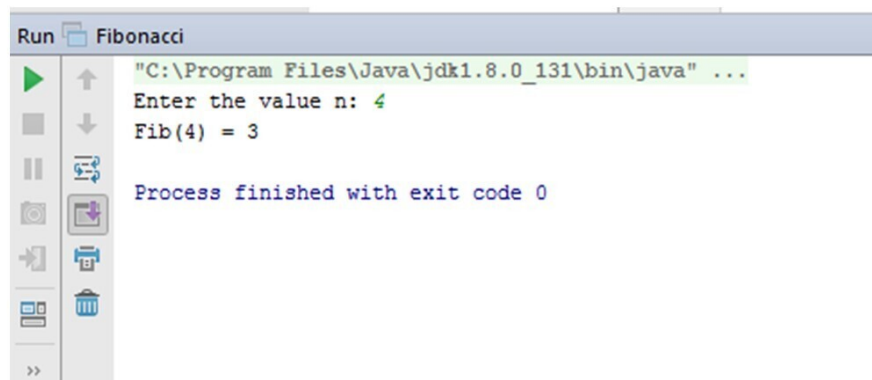 Run Fibonacci
"C:\Program Files\Java\jdk1.8.0_131\bin\java" ...
Enter the value n: 4
Fib(4) = 3
Process finished with exit code 0